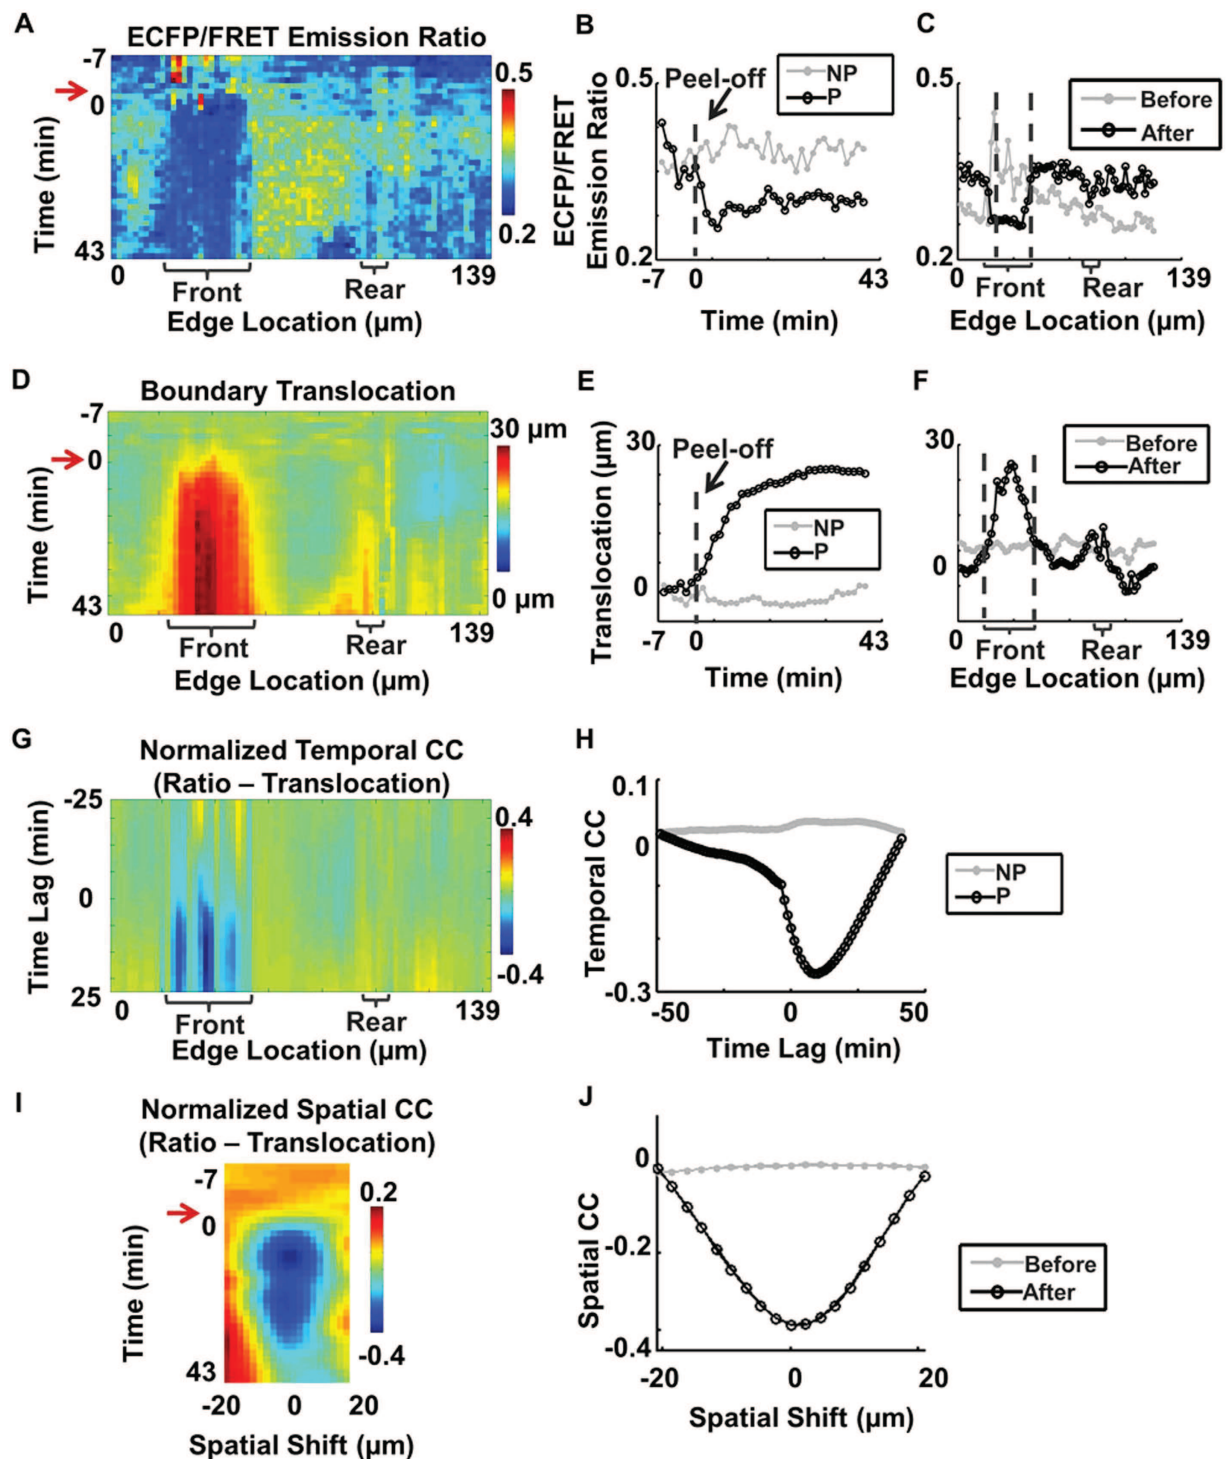 A
ECFP/FRET Emission Ratio
-7
0
43
Time (min)
0.5
0.2
0
139
Front
Rear
Edge Location (μm)
B
ECFP/FRET
Emission Ratio
0.5
0.2
Peel-off
NP
P
-7
0
43
Time (min)
C
0.5
0.2
Before
After
0
139
Front
Rear
Edge Location (μm)
D
Boundary Translocation
-7
0
43
Time (min)
30 μm
0 μm
0
139
Front
Rear
Edge Location (μm)
E
Translocation (μm)
30
0
Peel-off
NP
P
-7
0
43
Time (min)
F
30
0
Before
After
0
139
Front
Rear
Edge Location (μm)
G
Normalized Temporal CC
(Ratio – Translocation)
-25
0
25
Time Lag (min)
0.4
-0.4
0
139
Front
Rear
Edge Location (μm)
H
Temporal CC
0.1
0
-0.3
-50
0
50
Time Lag (min)
NP
P
I
Normalized Spatial CC
(Ratio – Translocation)
-7
0
43
Time (min)
0.2
-0.4
-20
0
20
Spatial Shift (μm)
J
Spatial CC
0
-0.2
-0.4
-20
0
20
Spatial Shift (μm)
Before
After